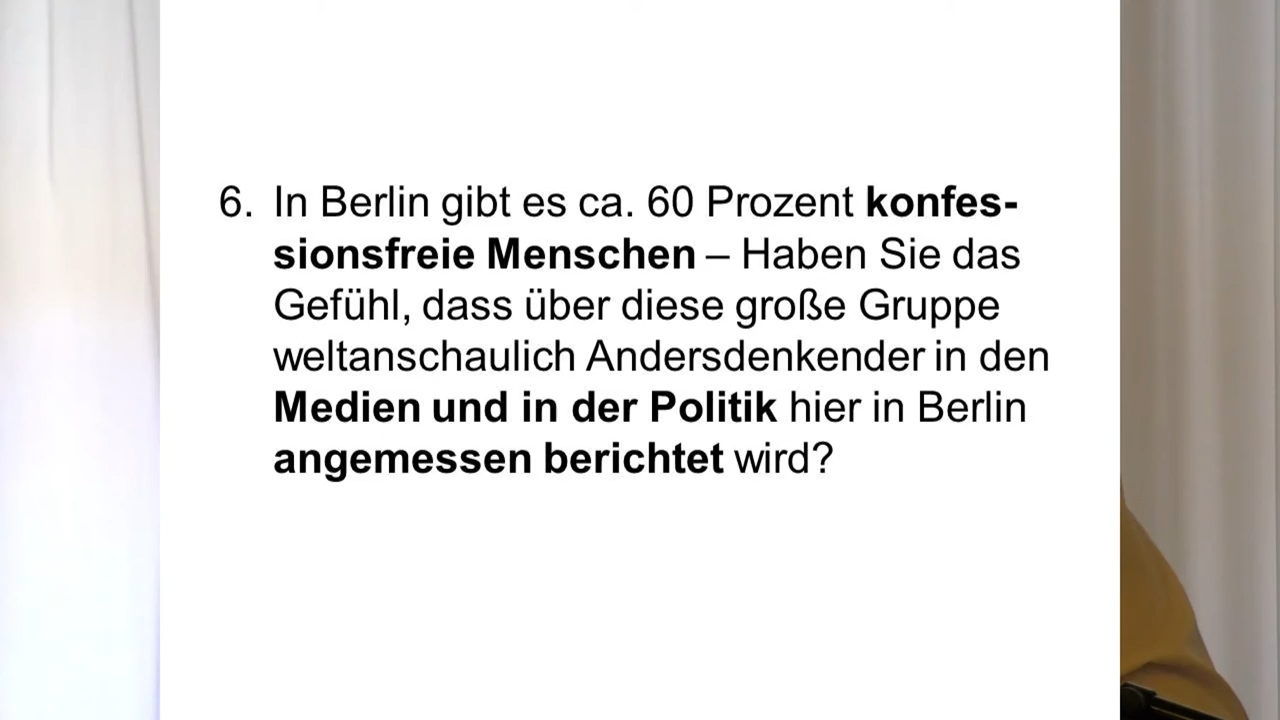 6. In Berlin gibt es ca. 60 Prozent konfes-
sionsfreie Menschen – Haben Sie das
Gefühl, dass über diese große Gruppe
weltanschaulich Andersdenkender in den
Medien und in der Politik hier in Berlin
angemessen berichtet wird?